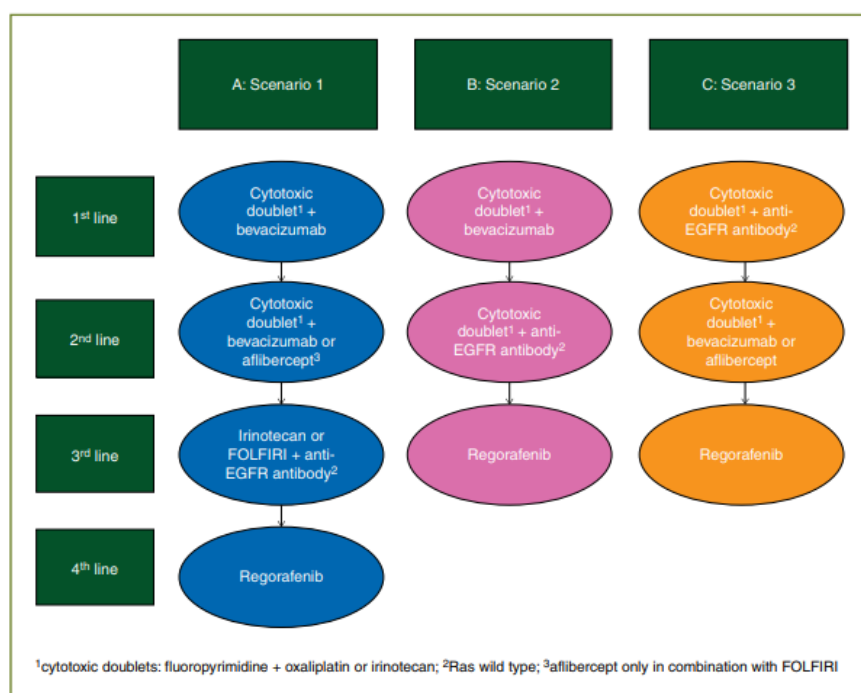 A: Scenario 1
B: Scenario 2
C: Scenario 3
1st line
Cytotoxic
doublet¹ +
bevacizumab
Cytotoxic
doublet¹ +
bevacizumab
Cytotoxic
doublet¹ + anti-
EGFR antibody²
2nd line
Cytotoxic
doublet¹ +
bevacizumab or
aflibercept³
Cytotoxic
doublet¹ + anti-
EGFR antibody²
Cytotoxic
doublet¹ +
bevacizumab or
aflibercept
3rd line
Irinotecan or
FOLFIRI + anti-
EGFR antibody²
Regorafenib
Regorafenib
4th line
Regorafenib
¹cytotoxic doublets: fluoropyrimidine + oxaliplatin or irinotecan; ²Ras wild type; ³aflibercept only in combination with FOLFIRI